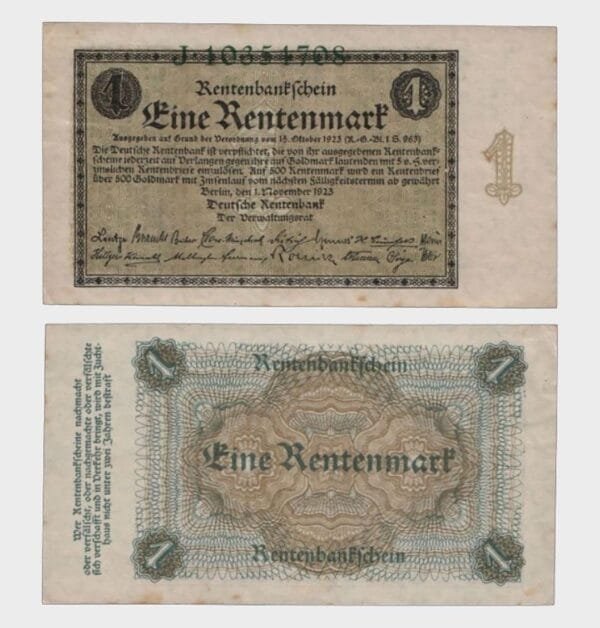 J·10354708
1 1
Rentenbankschein
Eine Rentenmark
Ausgegeben auf Grund der Verordnung vom 15. Oktober 1923 (R.-G.-Bl. I S. 963)
Die Deutsche Rentenbank ist verpflichtet, die von ihr ausgegebenen Rentenbank-
scheine jederzeit auf Verlangen gegen ihre auf Goldmark lautenden mit 5 v. H. ver-
zinslichen Rentenbriefe einzulösen. Auf 500 Rentenmark wird ein Rentenbrief
über 500 Goldmark mit Zinsenlauf vom nächsten Fälligkeitstermin ab gewährt
Berlin, den 1. November 1923
Deutsche Rentenbank
Der Verwaltungsrat
1
Wer Rentenbankscheine nachmacht
oder verfälscht, oder nachgemachte oder verfälschte
sich verschafft und in Verkehr bringt, wird mit Zucht-
haus nicht unter zwei Jahren bestraft
1 1
Rentenbankschein
Eine Rentenmark
Rentenbankschein
1 1